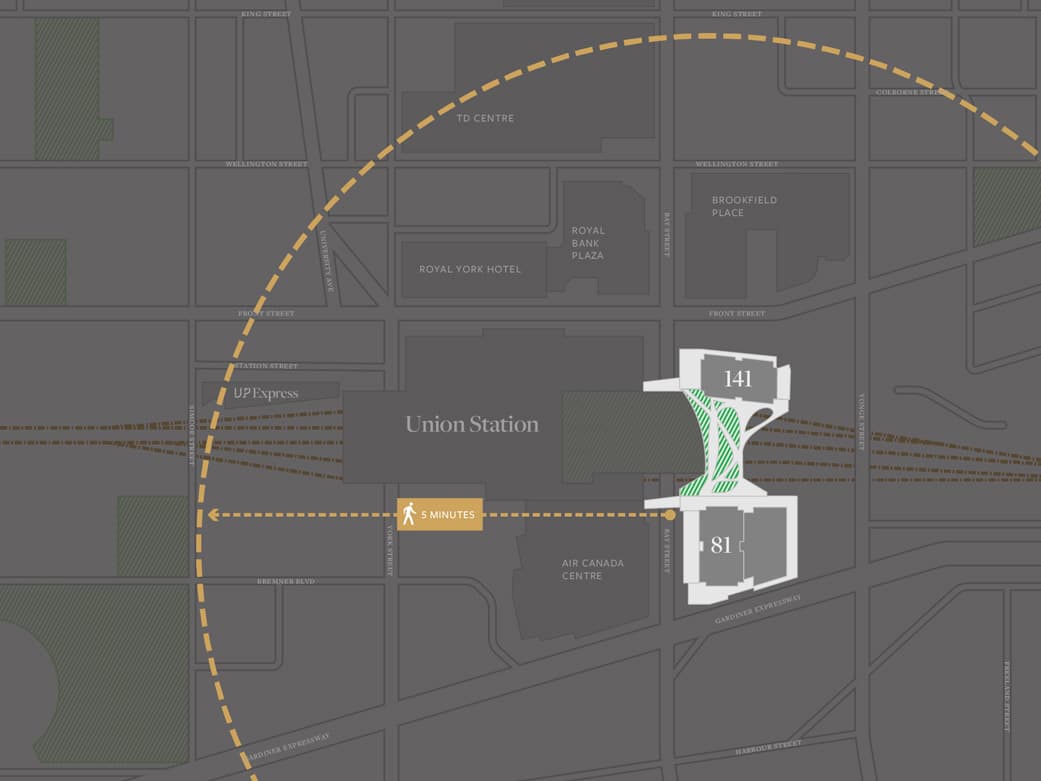 KING STREET
KING STREET
COLBORNE STREET
TD CENTRE
WELLINGTON STREET
WELLINGTON STREET
BROOKFIELD
PLACE
ROYAL
BANK
PLAZA
BAY STREET
UNIVERSITY AVE
ROYAL YORK HOTEL
FRONT STREET
FRONT STREET
STATION STREET
141
UP Express
SIMCOE STREET
Union Station
YONGE STREET
5 MINUTES
81
YORK STREET
BAY STREET
AIR CANADA
CENTRE
BREMNER BLVD
GARDINER EXPRESSWAY
FREELAND STREET
GARDINER EXPRESSWAY
HARBOUR STREET